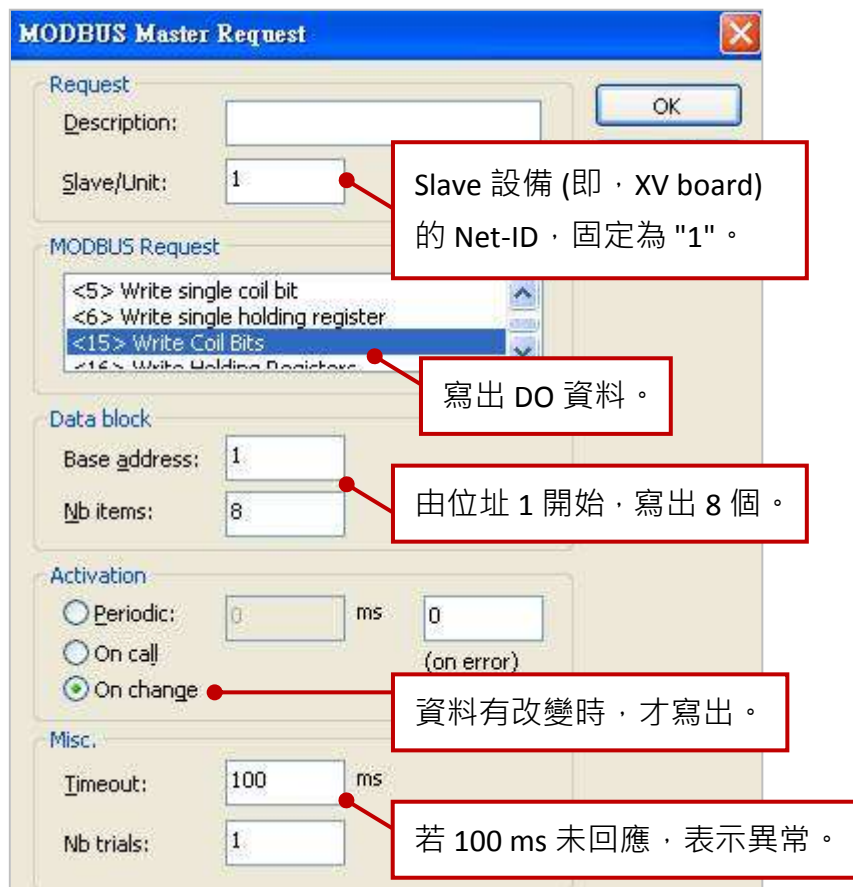 MODBUS Master Request
Request
OK
Description:
Slave/Unit:
1
Slave 設備 (即，XV board)
的 Net-ID，固定為 "1"。
MODBUS Request
<5> Write single coil bit
<6> Write single holding register
<15> Write Coil Bits
<16> Write Holding Registers
寫出 DO 資料。
Data block
Base address:
1
Nb items:
8
由位址 1 開始，寫出 8 個。
Activation
Periodic:
0
ms
0
On call
(on error)
On change
資料有改變時，才寫出。
Misc.
Timeout:
100
ms
Nb trials:
1
若 100 ms 未回應，表示異常。